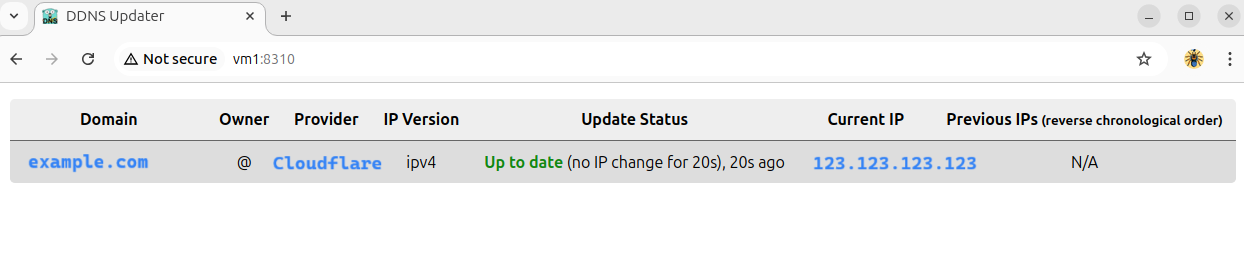 DDNS Updater
Not secure vm1:8310
Domain Owner Provider IP Version Update Status Current IP Previous IPs (reverse chronological order)
example.com @ Cloudflare ipv4 Up to date (no IP change for 20s), 20s ago 123.123.123.123 N/A